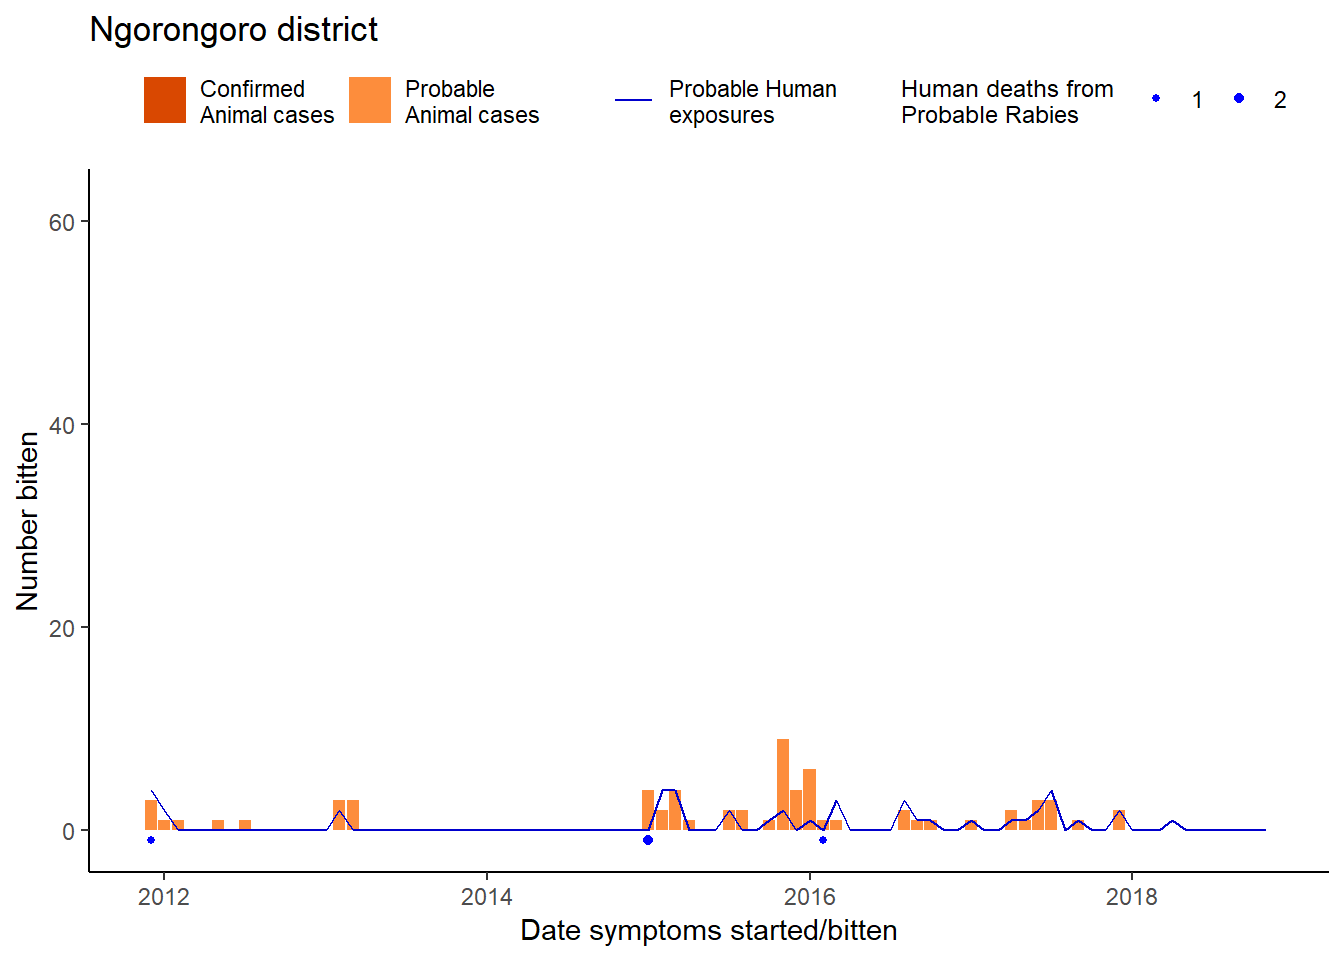 Ngorongoro district
Confirmed
Animal cases
Probable
Animal cases
Probable Human
exposures
Human deaths from
Probable Rabies
1
2
Number bitten
60
40
20
0
2012
2014
2016
2018
Date symptoms started/bitten